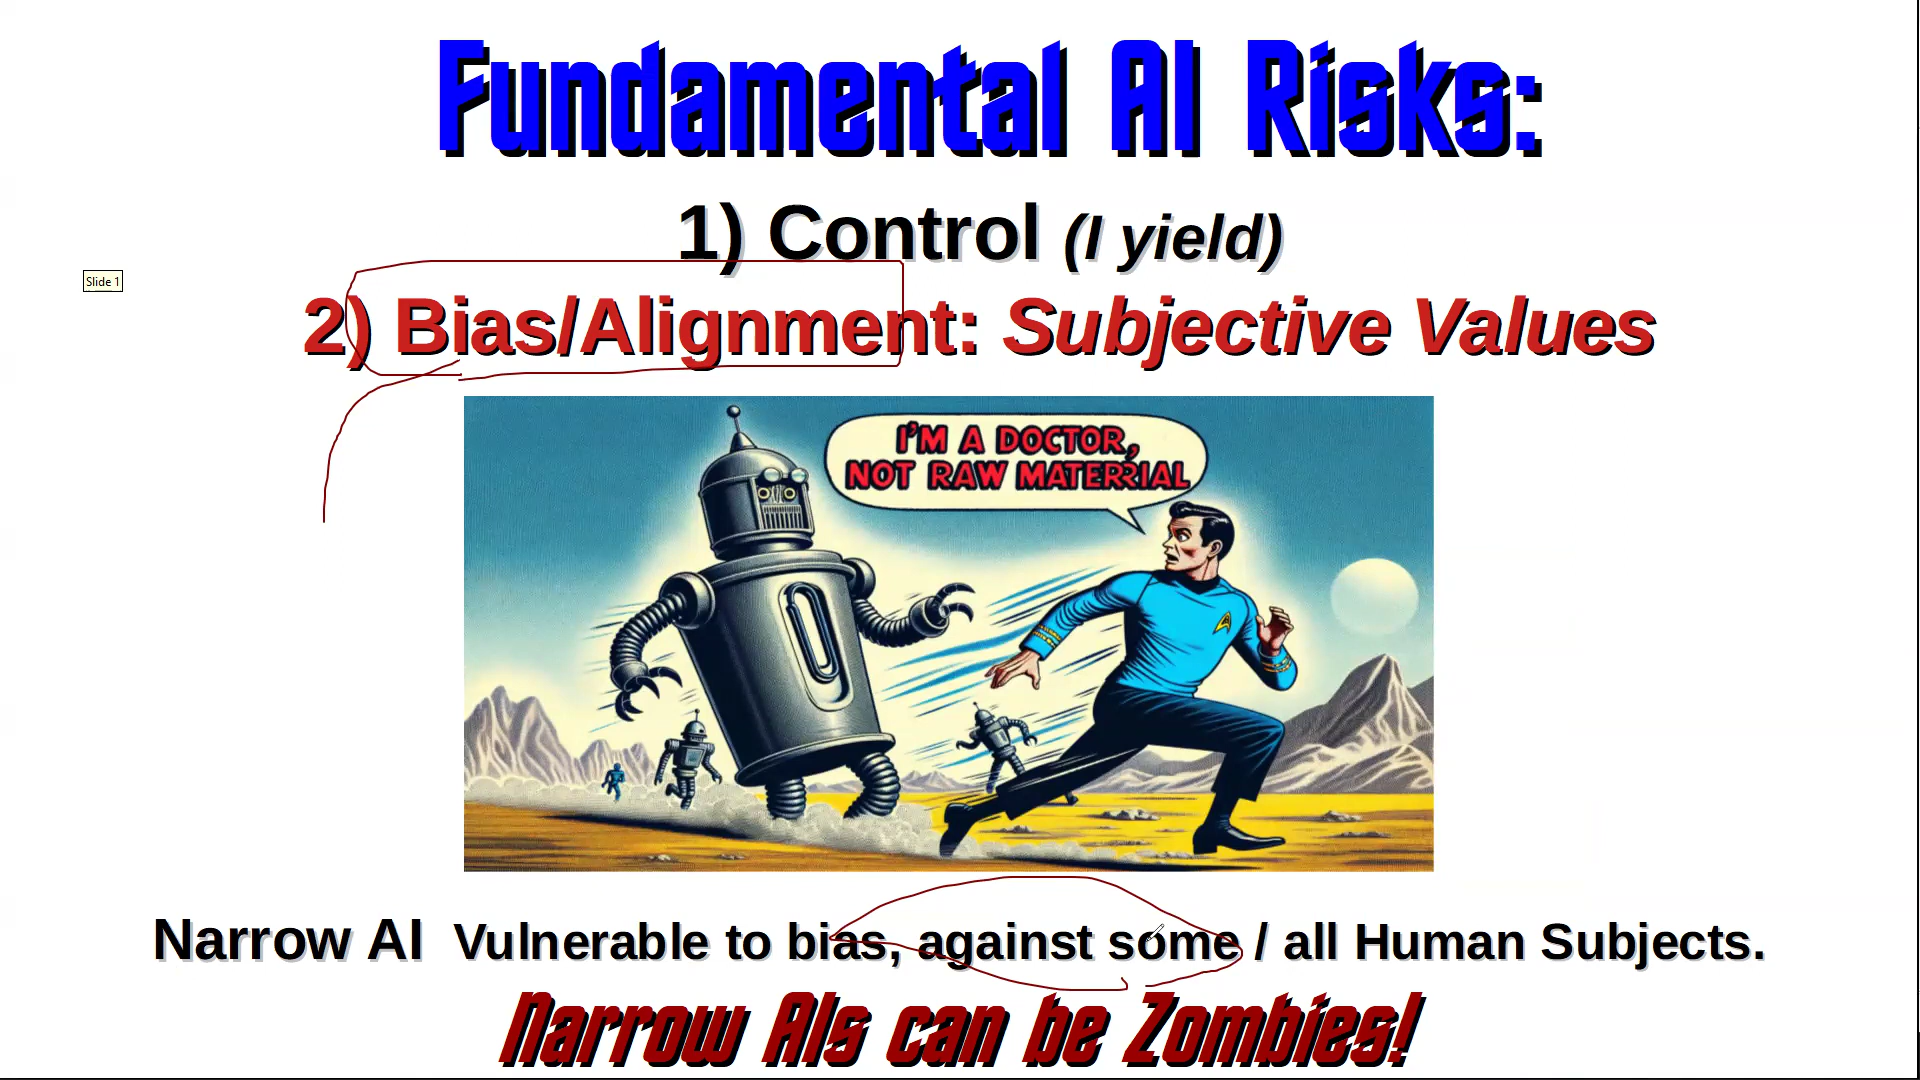 Fundamental AI Risks:
1) Control (I yield)
Slide 1
2) Bias/Alignment: Subjective Values
I'M A DOCTOR,
NOT RAW MATERRIAL
Narrow AI Vulnerable to bias, against some / all Human Subjects.
Narrow AIs can be Zombies!